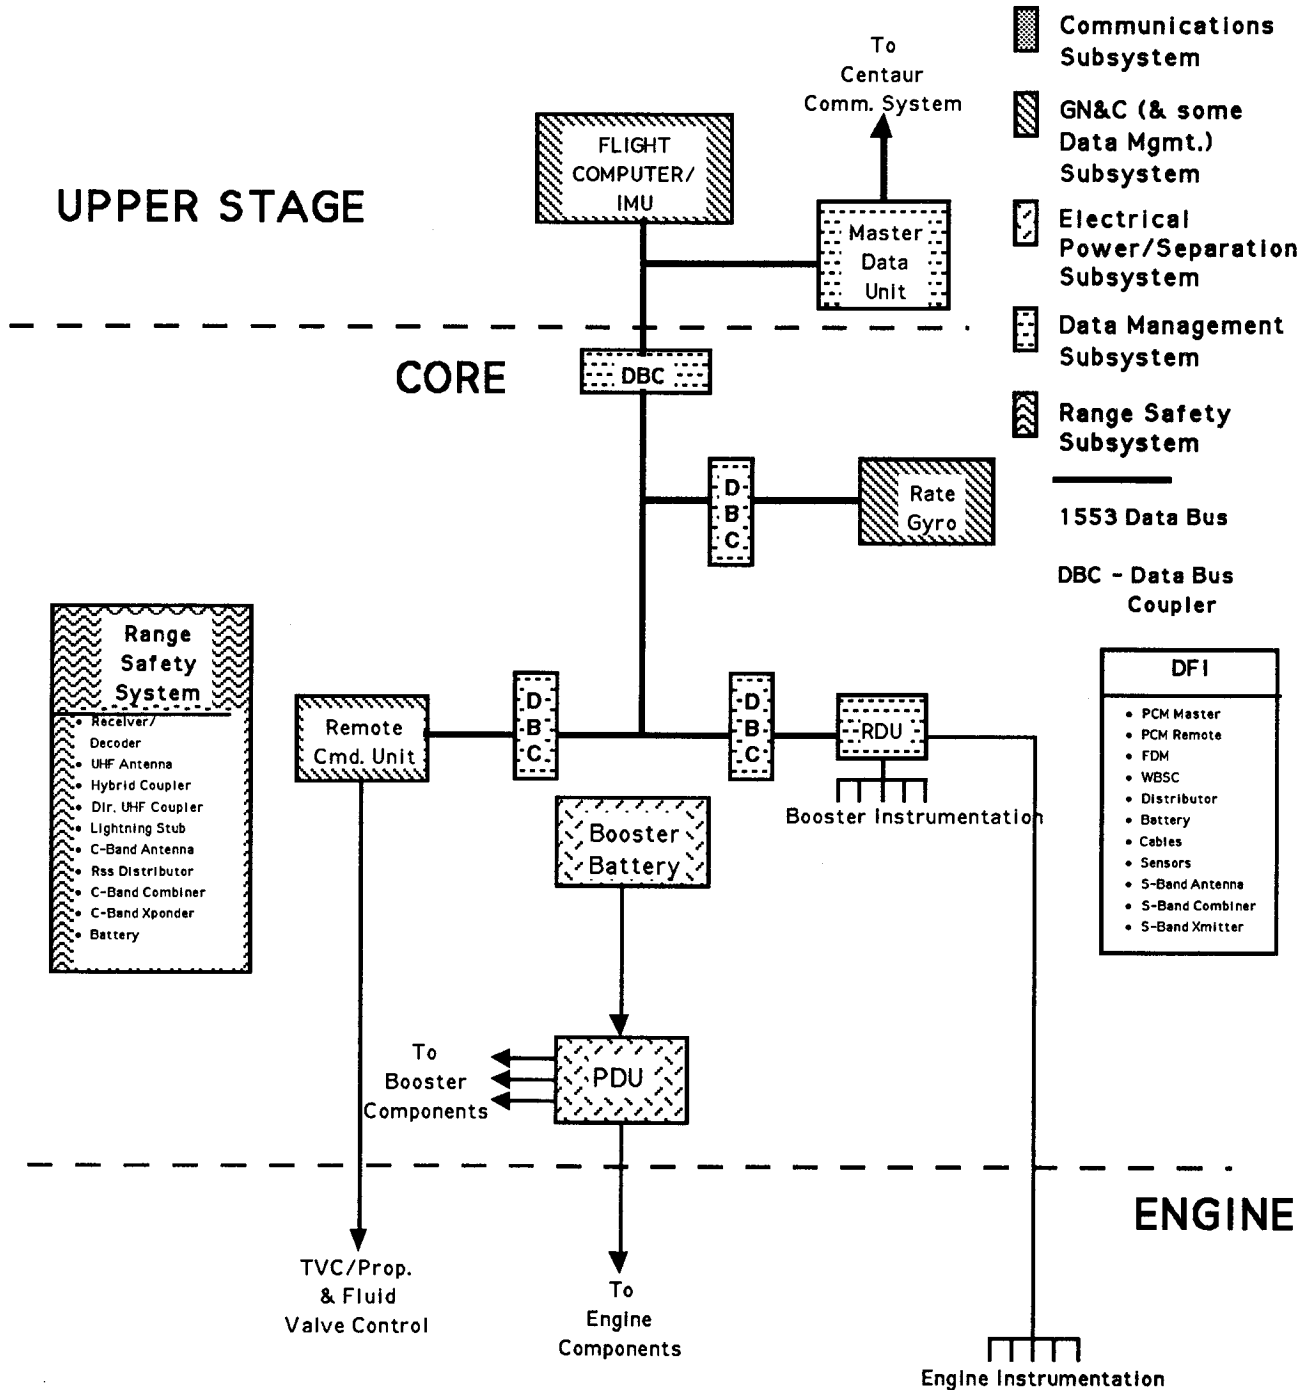 To
Centaur
Comm. System
FLIGHT
COMPUTER/
IMU
Master
Data
Unit
UPPER STAGE
Communications
Subsystem
GN&C (& some
Data Mgmt.)
Subsystem
Electrical
Power/Separation
Subsystem
Data Management
Subsystem
Range Safety
Subsystem
1553 Data Bus
DBC - Data Bus
Coupler
CORE
DBC
D
B
C
Rate
Gyro
Range
Safety
System
• Receiver/
Decoder
• UHF Antenna
• Hybrid Coupler
• Dir. UHF Coupler
• Lightning Stub
• C-Band Antenna
• Rss Distributor
• C-Band Combiner
• C-Band Xponder
• Battery
Remote
Cmd. Unit
D
B
C
D
B
C
RDU
Booster Instrumentation
DFI
• PCM Master
• PCM Remote
• FDM
• WBSC
• Distributor
• Battery
• Cables
• Sensors
• S-Band Antenna
• S-Band Combiner
• S-Band Xmitter
Booster
Battery
To
Booster
Components
PDU
ENGINE
TVC/Prop.
& Fluid
Valve Control
To
Engine
Components
Engine Instrumentation